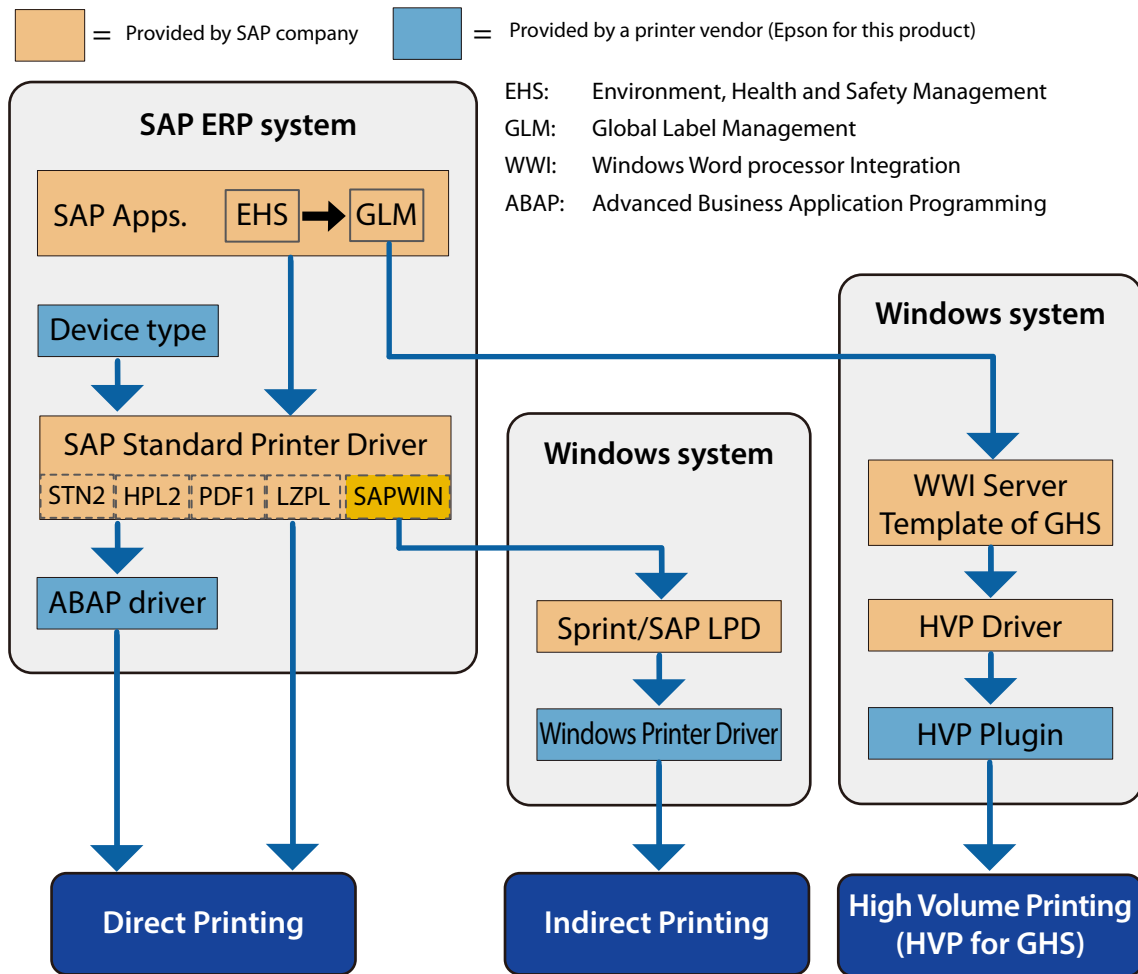 = Provided by SAP company
= Provided by a printer vendor (Epson for this product)
EHS: Environment, Health and Safety Management
GLM: Global Label Management
WWI: Windows Word processor Integration
ABAP: Advanced Business Application Programming
SAP ERP system
SAP Apps.
EHS
GLM
Device type
SAP Standard Printer Driver
STN2
HPL2
PDF1
LZPL
SAPWIN
ABAP driver
Windows system
Sprint/SAP LPD
Windows Printer Driver
Windows system
WWI Server
Template of GHS
HVP Driver
HVP Plugin
Direct Printing
Indirect Printing
High Volume Printing
(HVP for GHS)